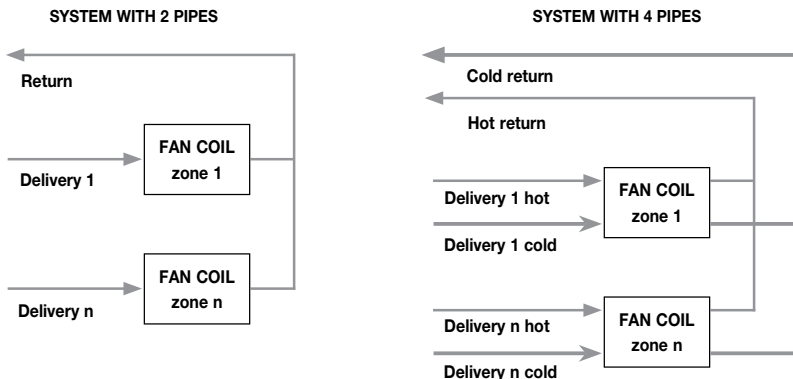 SYSTEM WITH 2 PIPES
Return
FAN COIL
zone 1
Delivery 1
FAN COIL
zone n
Delivery n
SYSTEM WITH 4 PIPES
Cold return
Hot return
FAN COIL
zone 1
Delivery 1 hot
Delivery 1 cold
FAN COIL
zone n
Delivery n hot
Delivery n cold